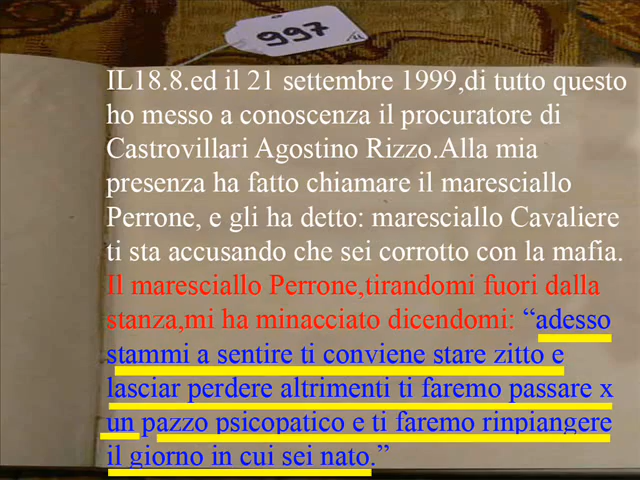 997
IL18.8.ed il 21 settembre 1999,di tutto questo
ho messo a conoscenza il procuratore di
Castrovillari Agostino Rizzo.Alla mia
presenza ha fatto chiamare il maresciallo
Perrone, e gli ha detto: maresciallo Cavaliere
ti sta accusando che sei corrotto con la mafia.
Il maresciallo Perrone,tirandomi fuori dalla
stanza,mi ha minacciato dicendomi: “adesso
stammi a sentire ti conviene stare zitto e
lasciar perdere altrimenti ti faremo passare x
un pazzo psicopatico e ti faremo rinpiangere
il giorno in cui sei nato.”